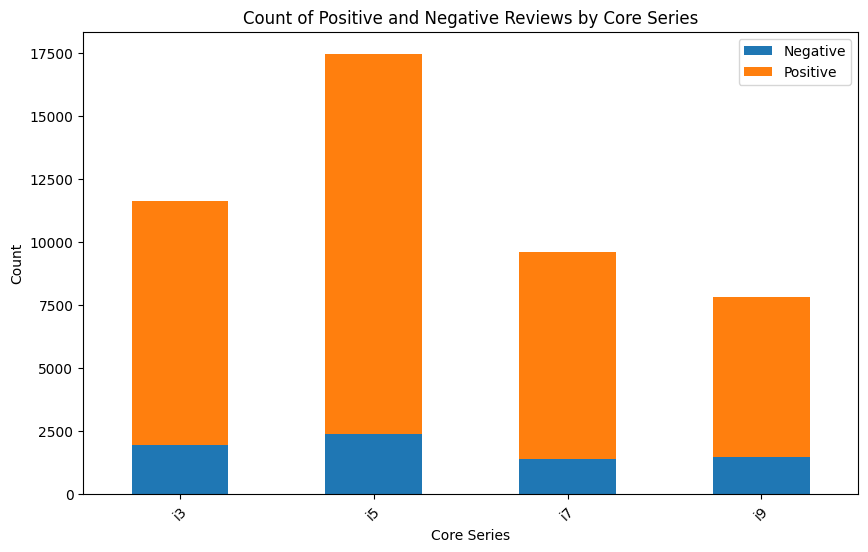 Count of Positive and Negative Reviews by Core Series
Negative
Positive
17500
15000
12500
10000
7500
5000
2500
0
Count
i3
i5
i7
i9
Core Series